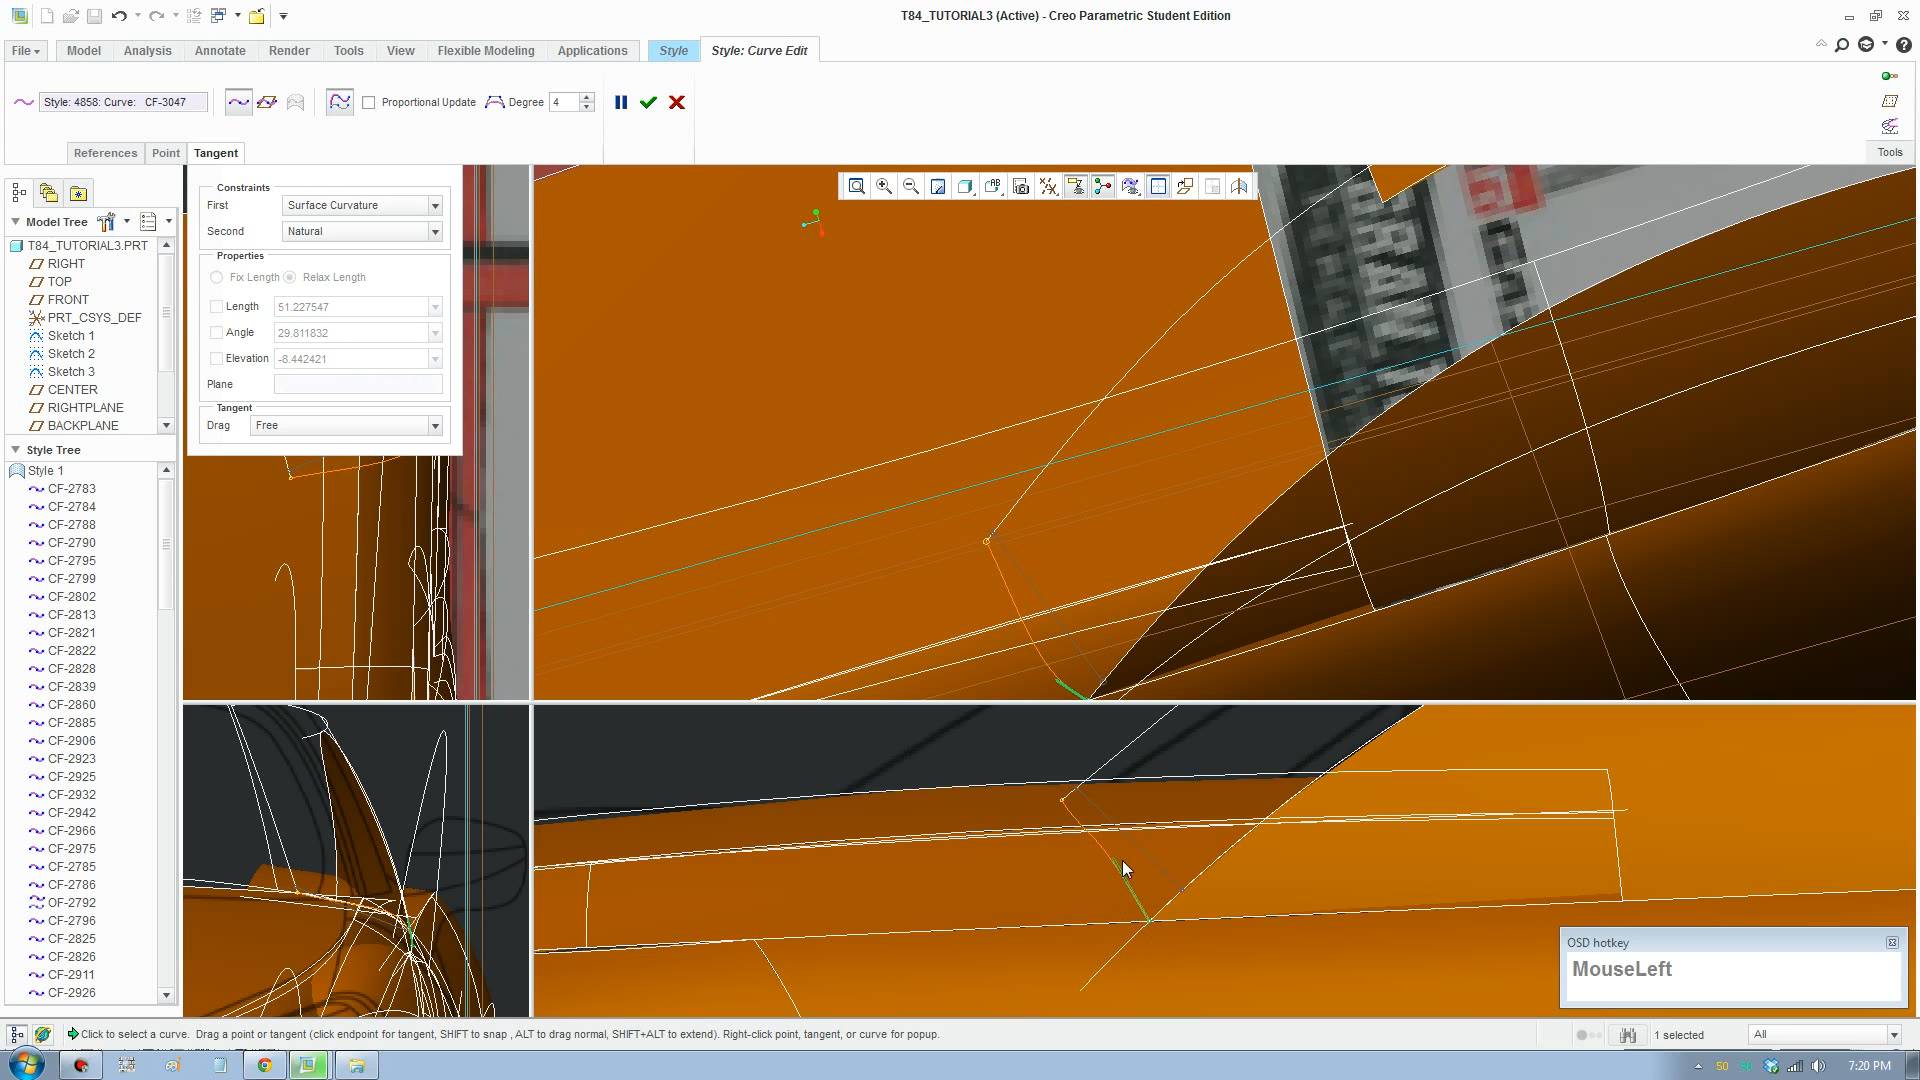 T84_TUTORIAL3 (Active) - Creo Parametric Student Edition
File
Model
Analysis
Annotate
Render
Tools
View
Flexible Modeling
Applications
Style
Style: Curve Edit
Style: 4858: Curve: CF-3047
Proportional Update
Degree
4
References
Point
Tangent
Tools
Constraints
First
Surface Curvature
Second
Natural
Properties
Fix Length
Relax Length
Length
51.227547
Angle
29.811832
Elevation
-8.442421
Plane
Tangent
Drag
Free
Model Tree
T84_TUTORIAL3.PRT
RIGHT
TOP
FRONT
PRT_CSYS_DEF
Sketch 1
Sketch 2
Sketch 3
CENTER
RIGHTPLANE
BACKPLANE
Style Tree
Style 1
CF-2783
CF-2784
CF-2788
CF-2790
CF-2795
CF-2799
CF-2802
CF-2813
CF-2821
CF-2822
CF-2828
CF-2839
CF-2860
CF-2885
CF-2906
CF-2923
CF-2925
CF-2932
CF-2942
CF-2966
CF-2975
CF-2785
CF-2786
OF-2792
CF-2796
CF-2825
CF-2826
CF-2911
CF-2926
OSD hotkey
MouseLeft
Click to select a curve. Drag a point or tangent (click endpoint for tangent, SHIFT to snap , ALT to drag normal, SHIFT+ALT to extend). Right-click point, tangent, or curve for popup.
1 selected
All
50
7:20 PM